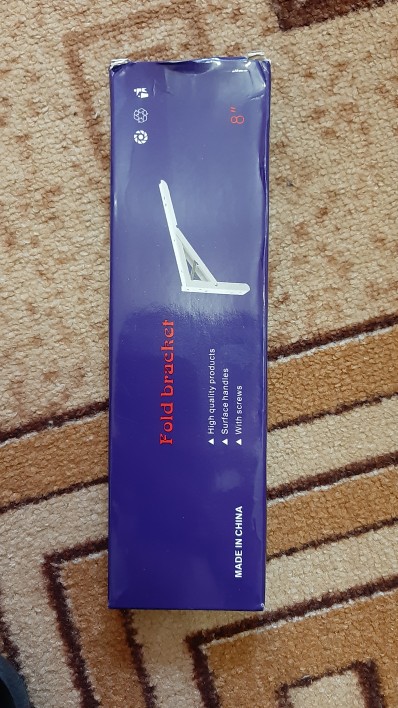 8"
Fold bracket
▲ High quality products
▲ Surface handles
▲ With screws
MADE IN CHINA